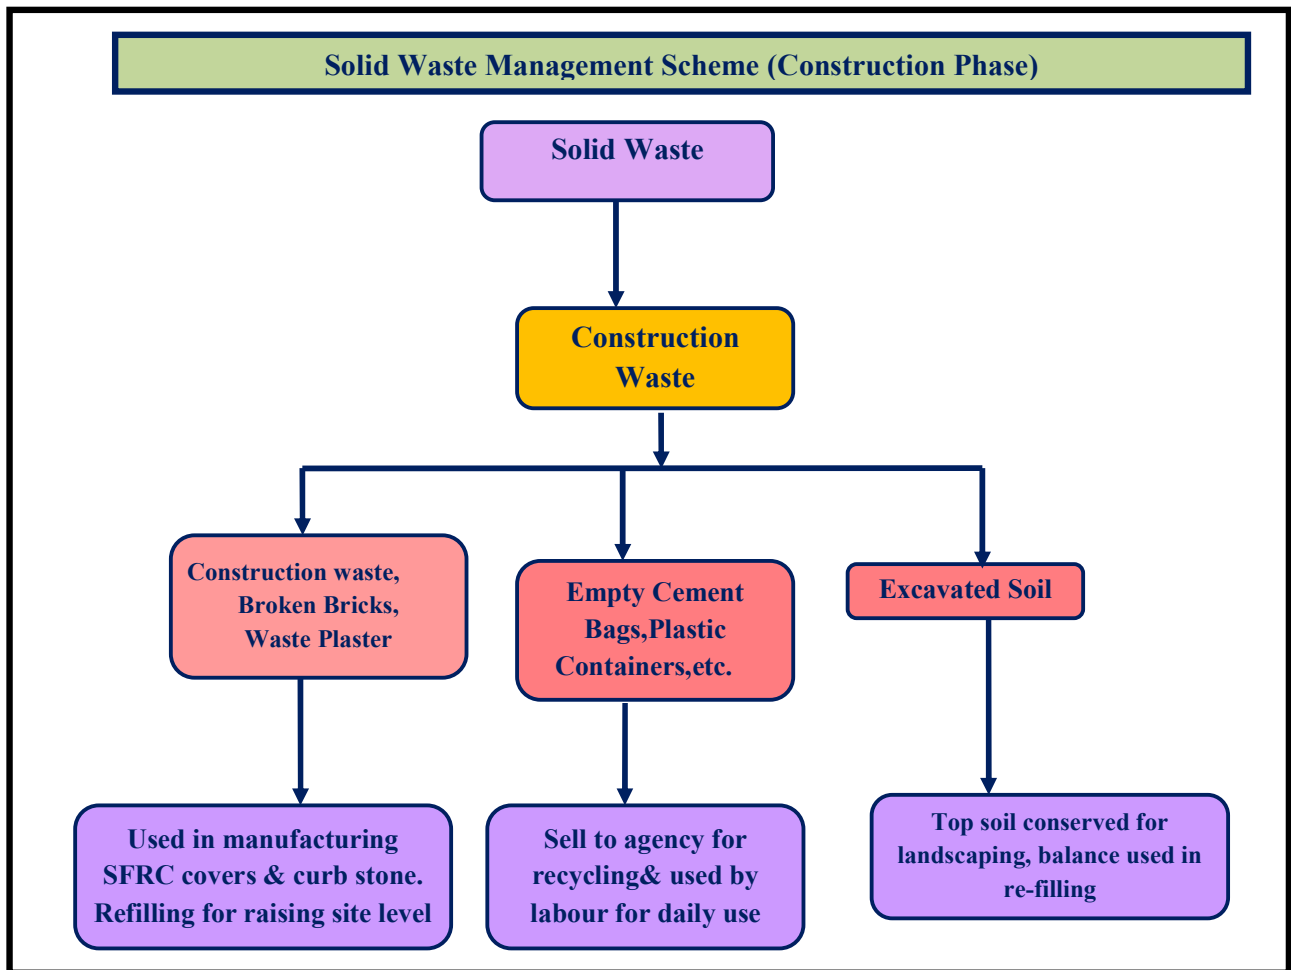 Solid Waste Management Scheme (Construction Phase)
Solid Waste
Construction
Waste
Construction waste,
Broken Bricks,
Waste Plaster
Empty Cement
Bags,Plastic
Containers,etc.
Excavated Soil
Used in manufacturing
SFRC covers & curb stone.
Refilling for raising site level
Sell to agency for
recycling& used by
labour for daily use
Top soil conserved for
landscaping, balance used in
re-filling